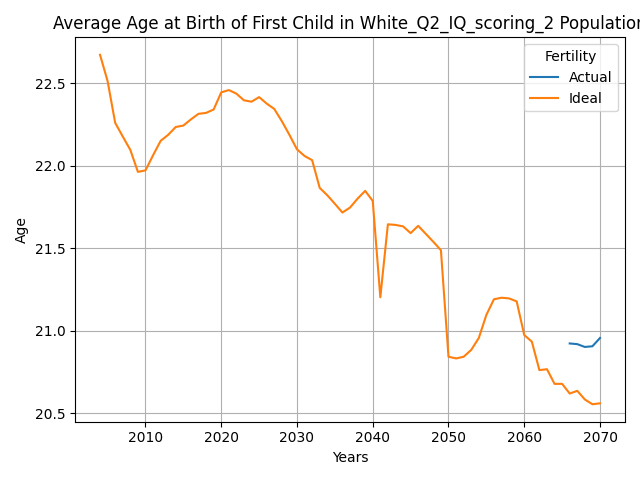 Average Age at Birth of First Child in White_Q2_IQ_scoring_2 Population
Fertility
Actual
Ideal
22.5
22.0
21.5
21.0
20.5
Age
2010 2020 2030 2040 2050 2060 2070
Years